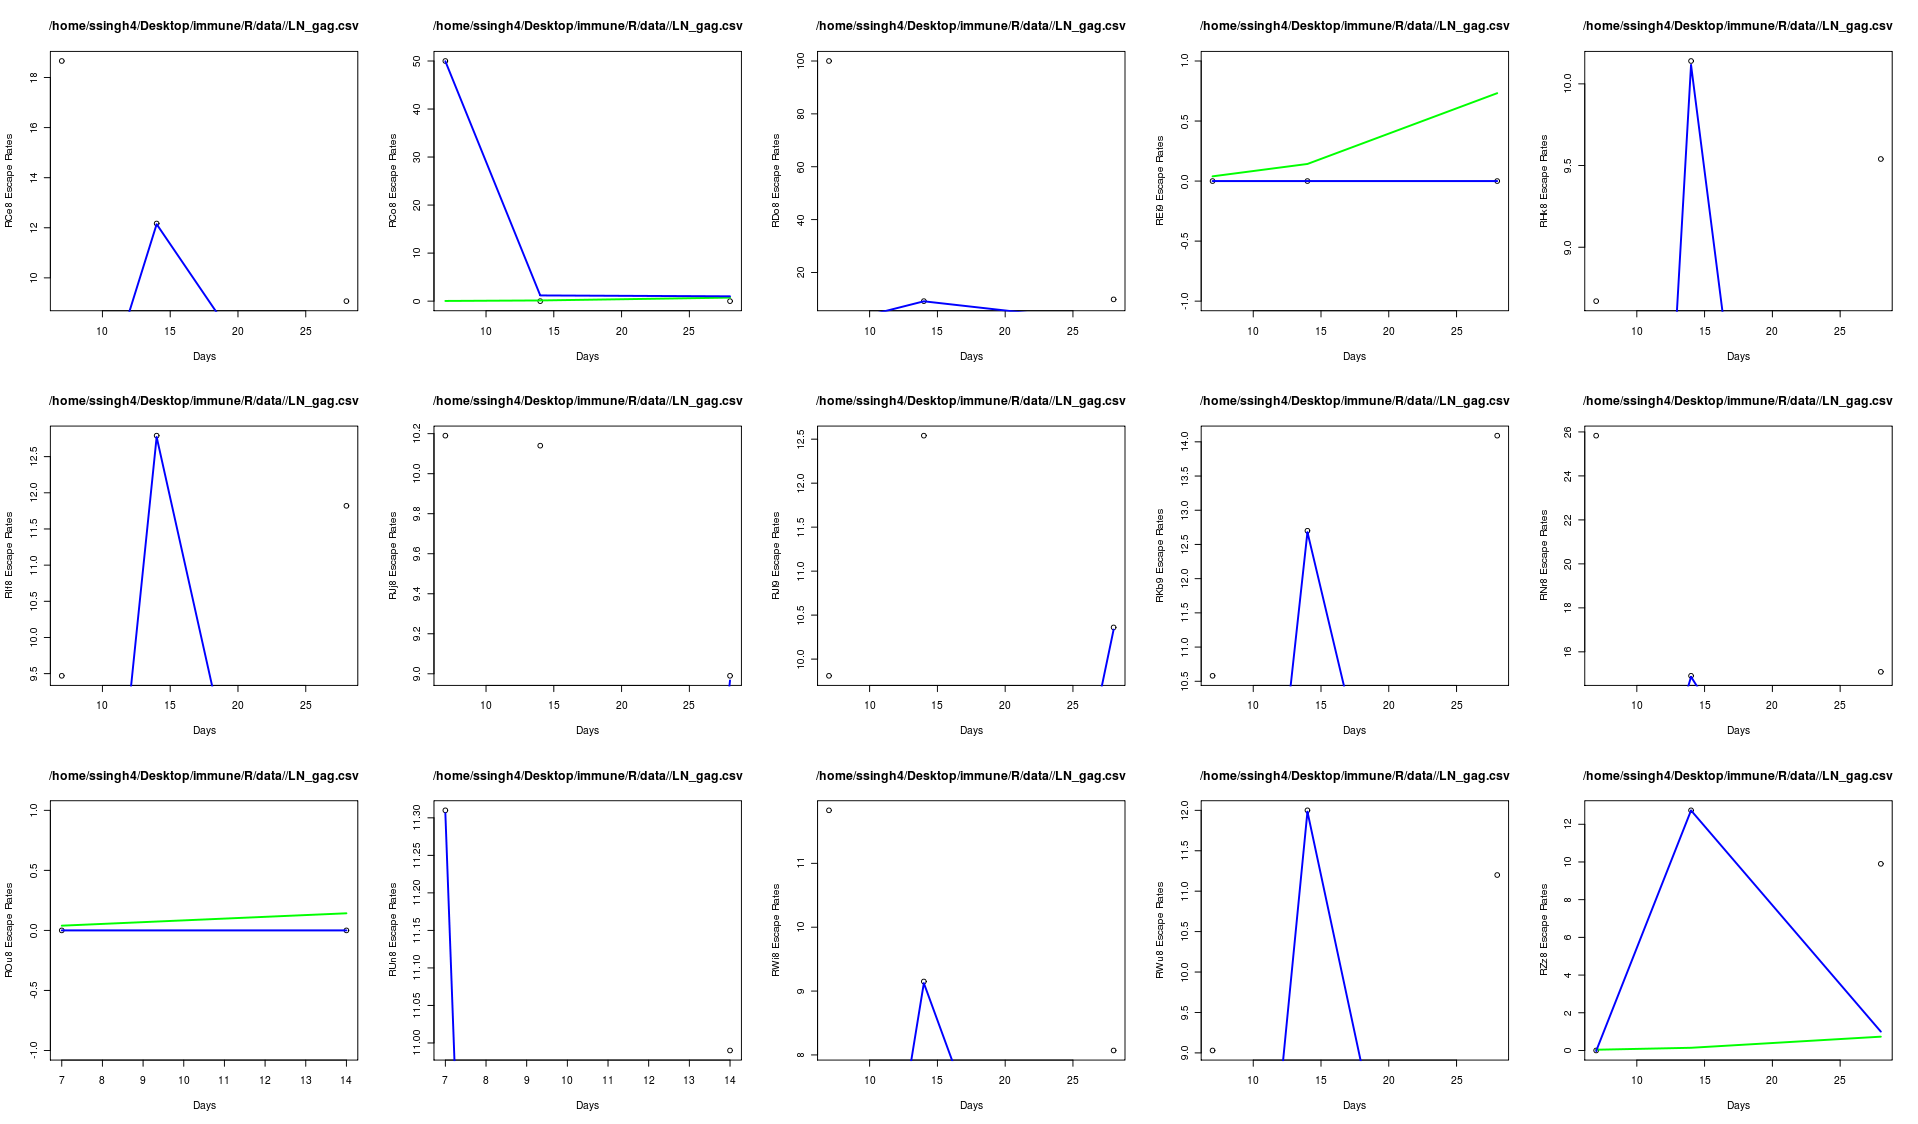 /home/ssingh4/Desktop/immune/R/data//LN_gag.csv
RCe8 Escape Rates
18
16
14
12
10
10 15 20 25
Days
/home/ssingh4/Desktop/immune/R/data//LN_gag.csv
RCo8 Escape Rates
50
40
30
20
10
0
10 15 20 25
Days
/home/ssingh4/Desktop/immune/R/data//LN_gag.csv
RDo8 Escape Rates
100
80
60
40
20
10 15 20 25
Days
/home/ssingh4/Desktop/immune/R/data//LN_gag.csv
REi9 Escape Rates
1.0
0.5
0.0
-0.5
-1.0
10 15 20 25
Days
/home/ssingh4/Desktop/immune/R/data//LN_gag.csv
RHk8 Escape Rates
10.0
9.5
9.0
10 15 20 25
Days
/home/ssingh4/Desktop/immune/R/data//LN_gag.csv
Escape Rates
12.5
12.0
11.5
11.0
10.5
10.0
9.5
10 15 20 25
Days
/home/ssingh4/Desktop/immune/R/data//LN_gag.csv
RJj8 Escape Rates
10.2
10.0
9.8
9.6
9.4
9.2
9.0
10 15 20 25
Days
/home/ssingh4/Desktop/immune/R/data//LN_gag.csv
Escape Rates
12.5
12.0
11.5
11.0
10.5
10.0
10 15 20 25
Days
/home/ssingh4/Desktop/immune/R/data//LN_gag.csv
RKb9 Escape Rates
14.0
13.5
13.0
12.5
12.0
11.5
11.0
10.5
10 15 20 25
Days
/home/ssingh4/Desktop/immune/R/data//LN_gag.csv
Escape Rates
26
24
22
20
18
16
10 15 20 25
Days
/home/ssingh4/Desktop/immune/R/data//LN_gag.csv
ROu8 Escape Rates
1.0
0.5
0.0
-0.5
-1.0
7 8 9 10 11 12 13 14
Days
/home/ssingh4/Desktop/immune/R/data//LN_gag.csv
RUn8 Escape Rates
11.30
11.25
11.20
11.15
11.10
11.05
11.00
7 8 9 10 11 12 13 14
Days
/home/ssingh4/Desktop/immune/R/data//LN_gag.csv
RWi8 Escape Rates
11
10
9
8
10 15 20 25
Days
/home/ssingh4/Desktop/immune/R/data//LN_gag.csv
RWu8 Escape Rates
12.0
11.5
11.0
10.5
10.0
9.5
9.0
10 15 20 25
Days
/home/ssingh4/Desktop/immune/R/data//LN_gag.csv
RZz8 Escape Rates
12
10
8
6
4
2
0
10 15 20 25
Days